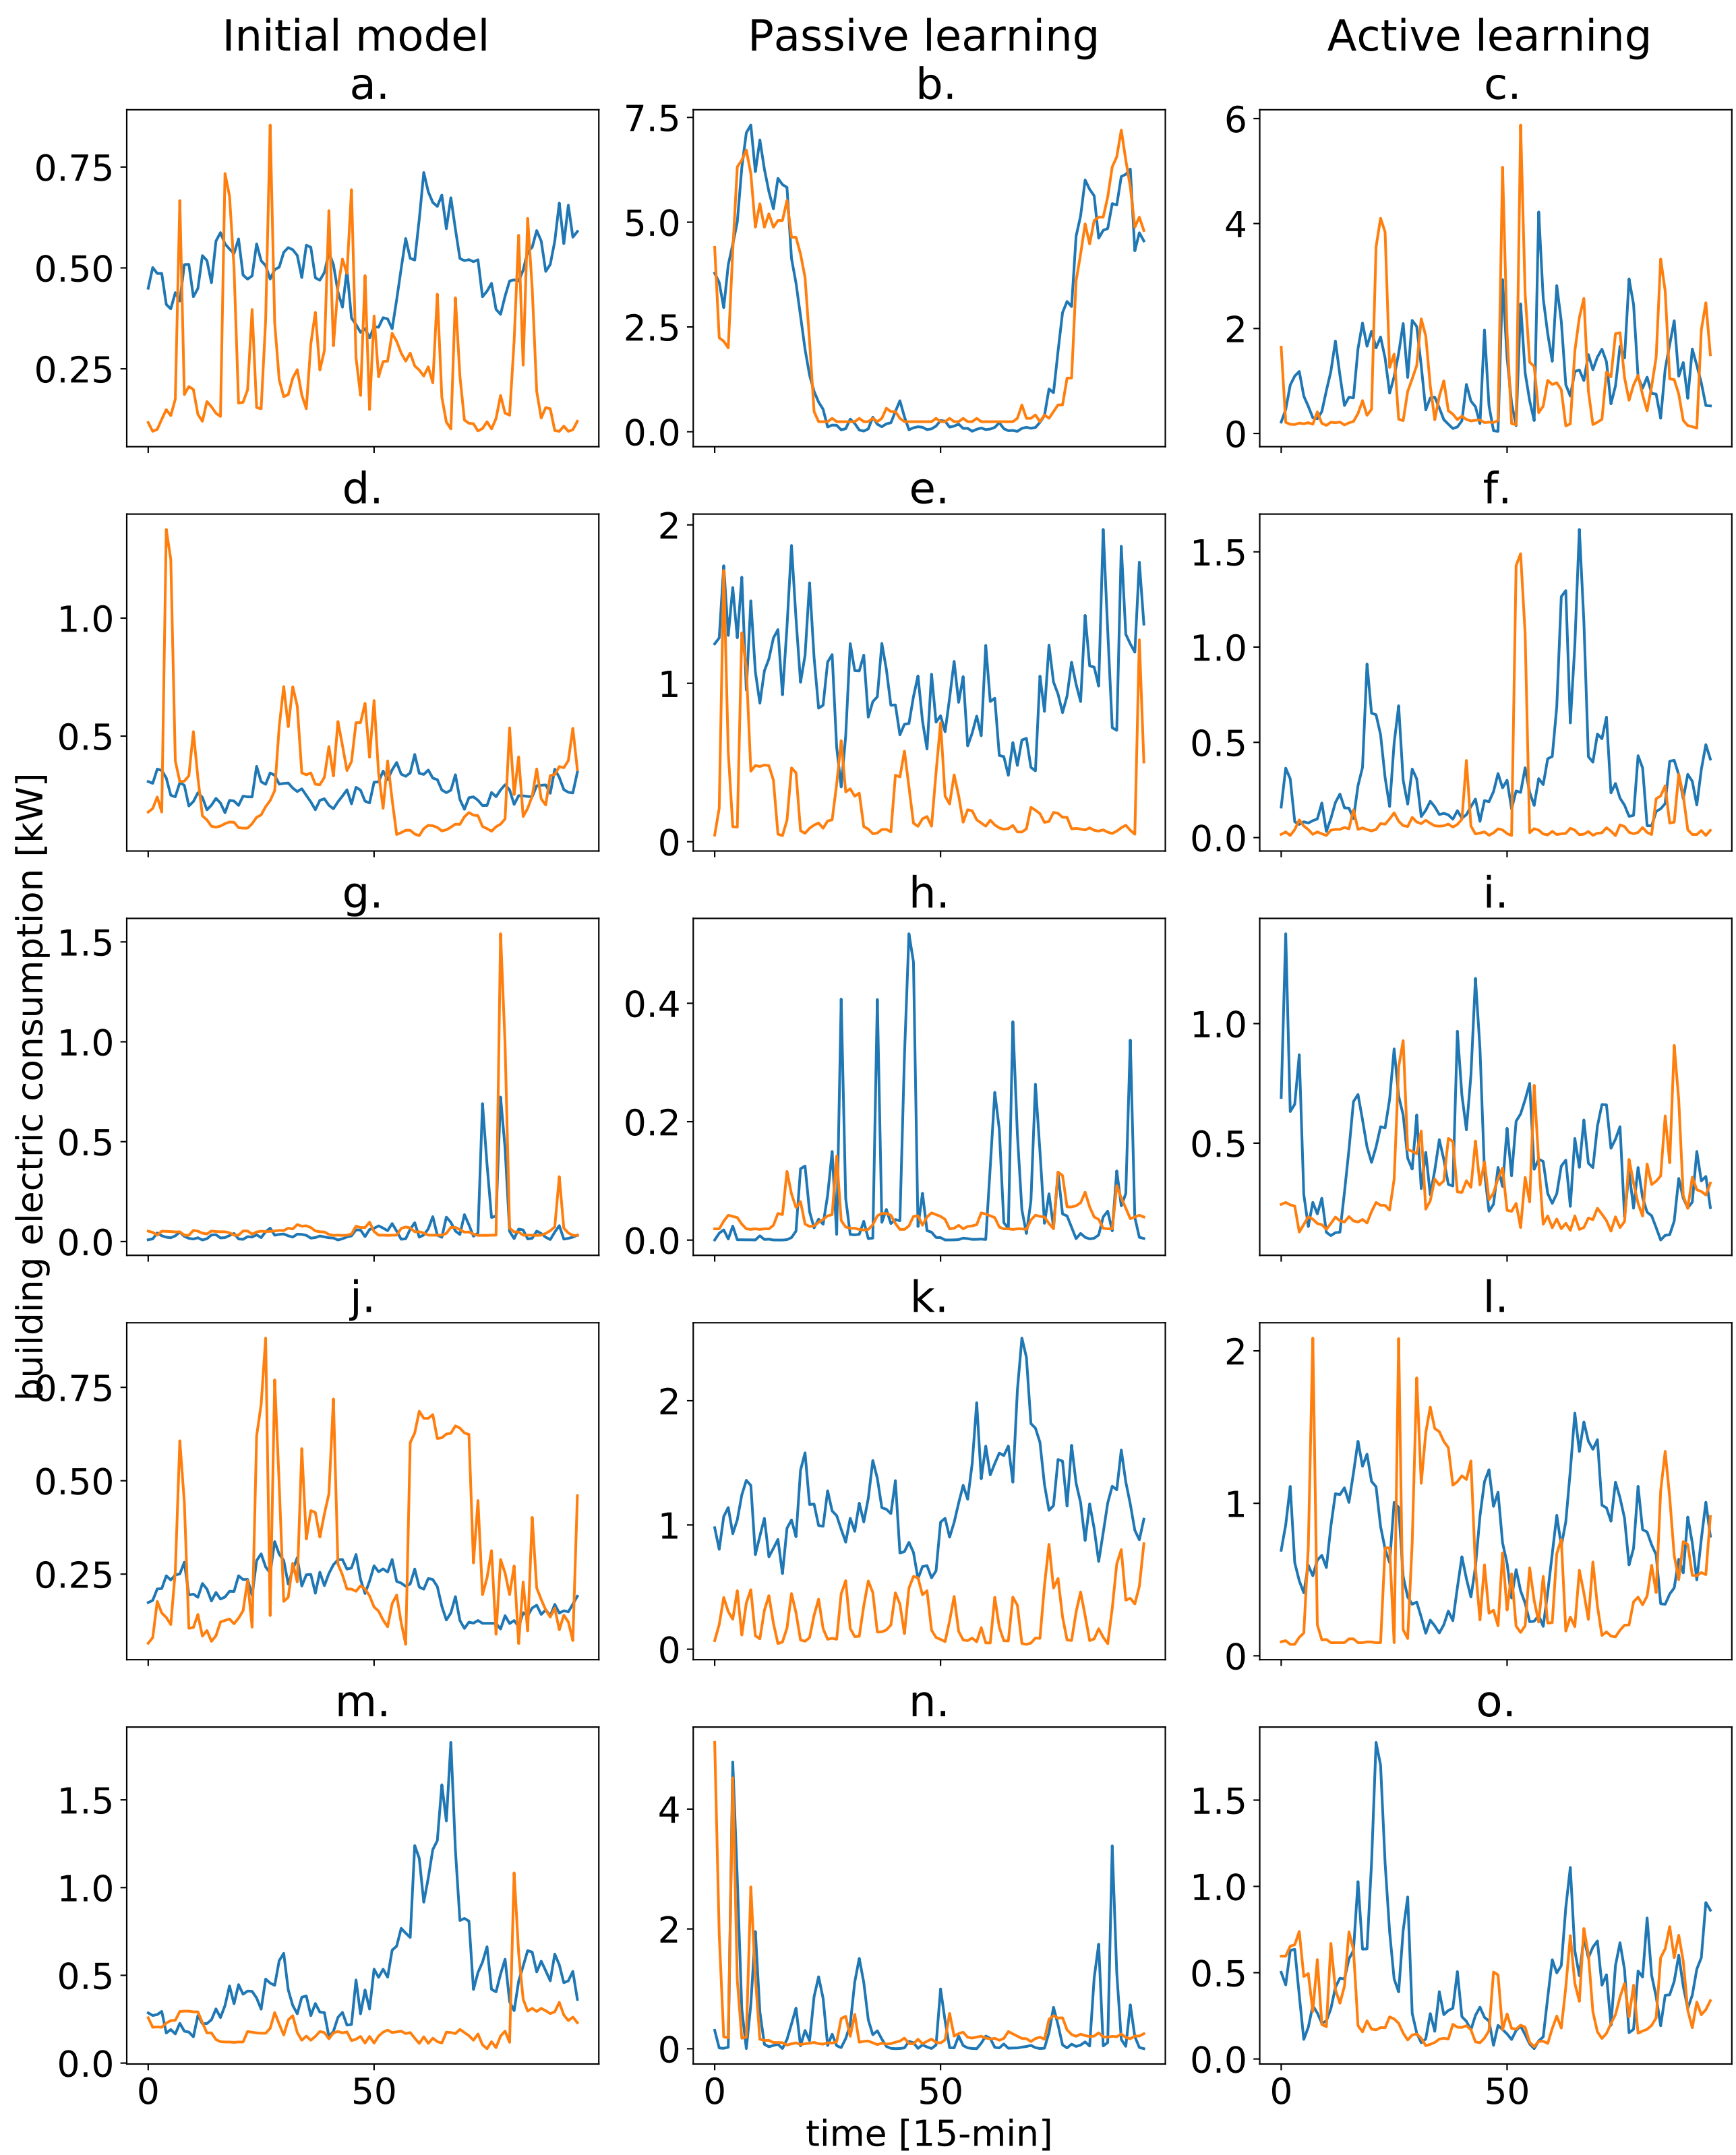 Initial model Passive learning Active learning
a. b. c.
0.75 7.5 6
0.50 5.0 4
0.25 2.5 2
0.0 0
d. e. f.
1.0 2 1.5
0.5 1 1.0
0 0.5
0.0
g. h. i.
1.5 0.4 1.0
1.0 0.2 0.5
0.5 0.0
0.0
building electric consumption [kW]
j. k. l.
0.75 2 2
0.50 1 1
0.25 0 0
m. n. o.
1.5 4 1.5
1.0 2 1.0
0.5 0 0.5
0.0 0.0
0 50 0 50 0 50
time [15-min]